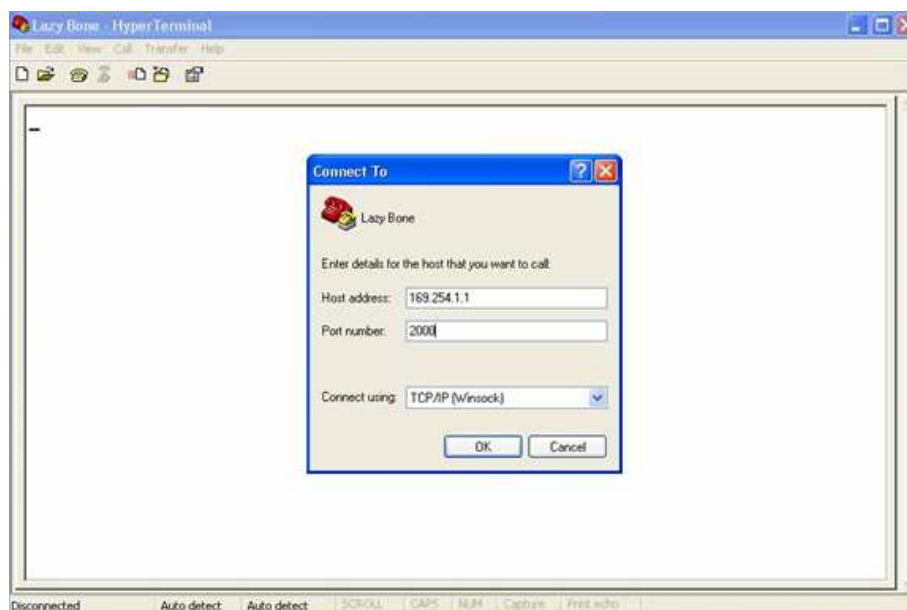 Lazy Bone - HyperTerminal
File Edit View Call Transfer Help
Connect To
Lazy Bone
Enter details for the host that you want to call:
Host address: 169.254.1.1
Port number: 2000
Connect using: TCP/IP (Winsock)
OK Cancel
Disconnected Auto detect Auto detect SCROLL CAPS NUM Capture Print echo